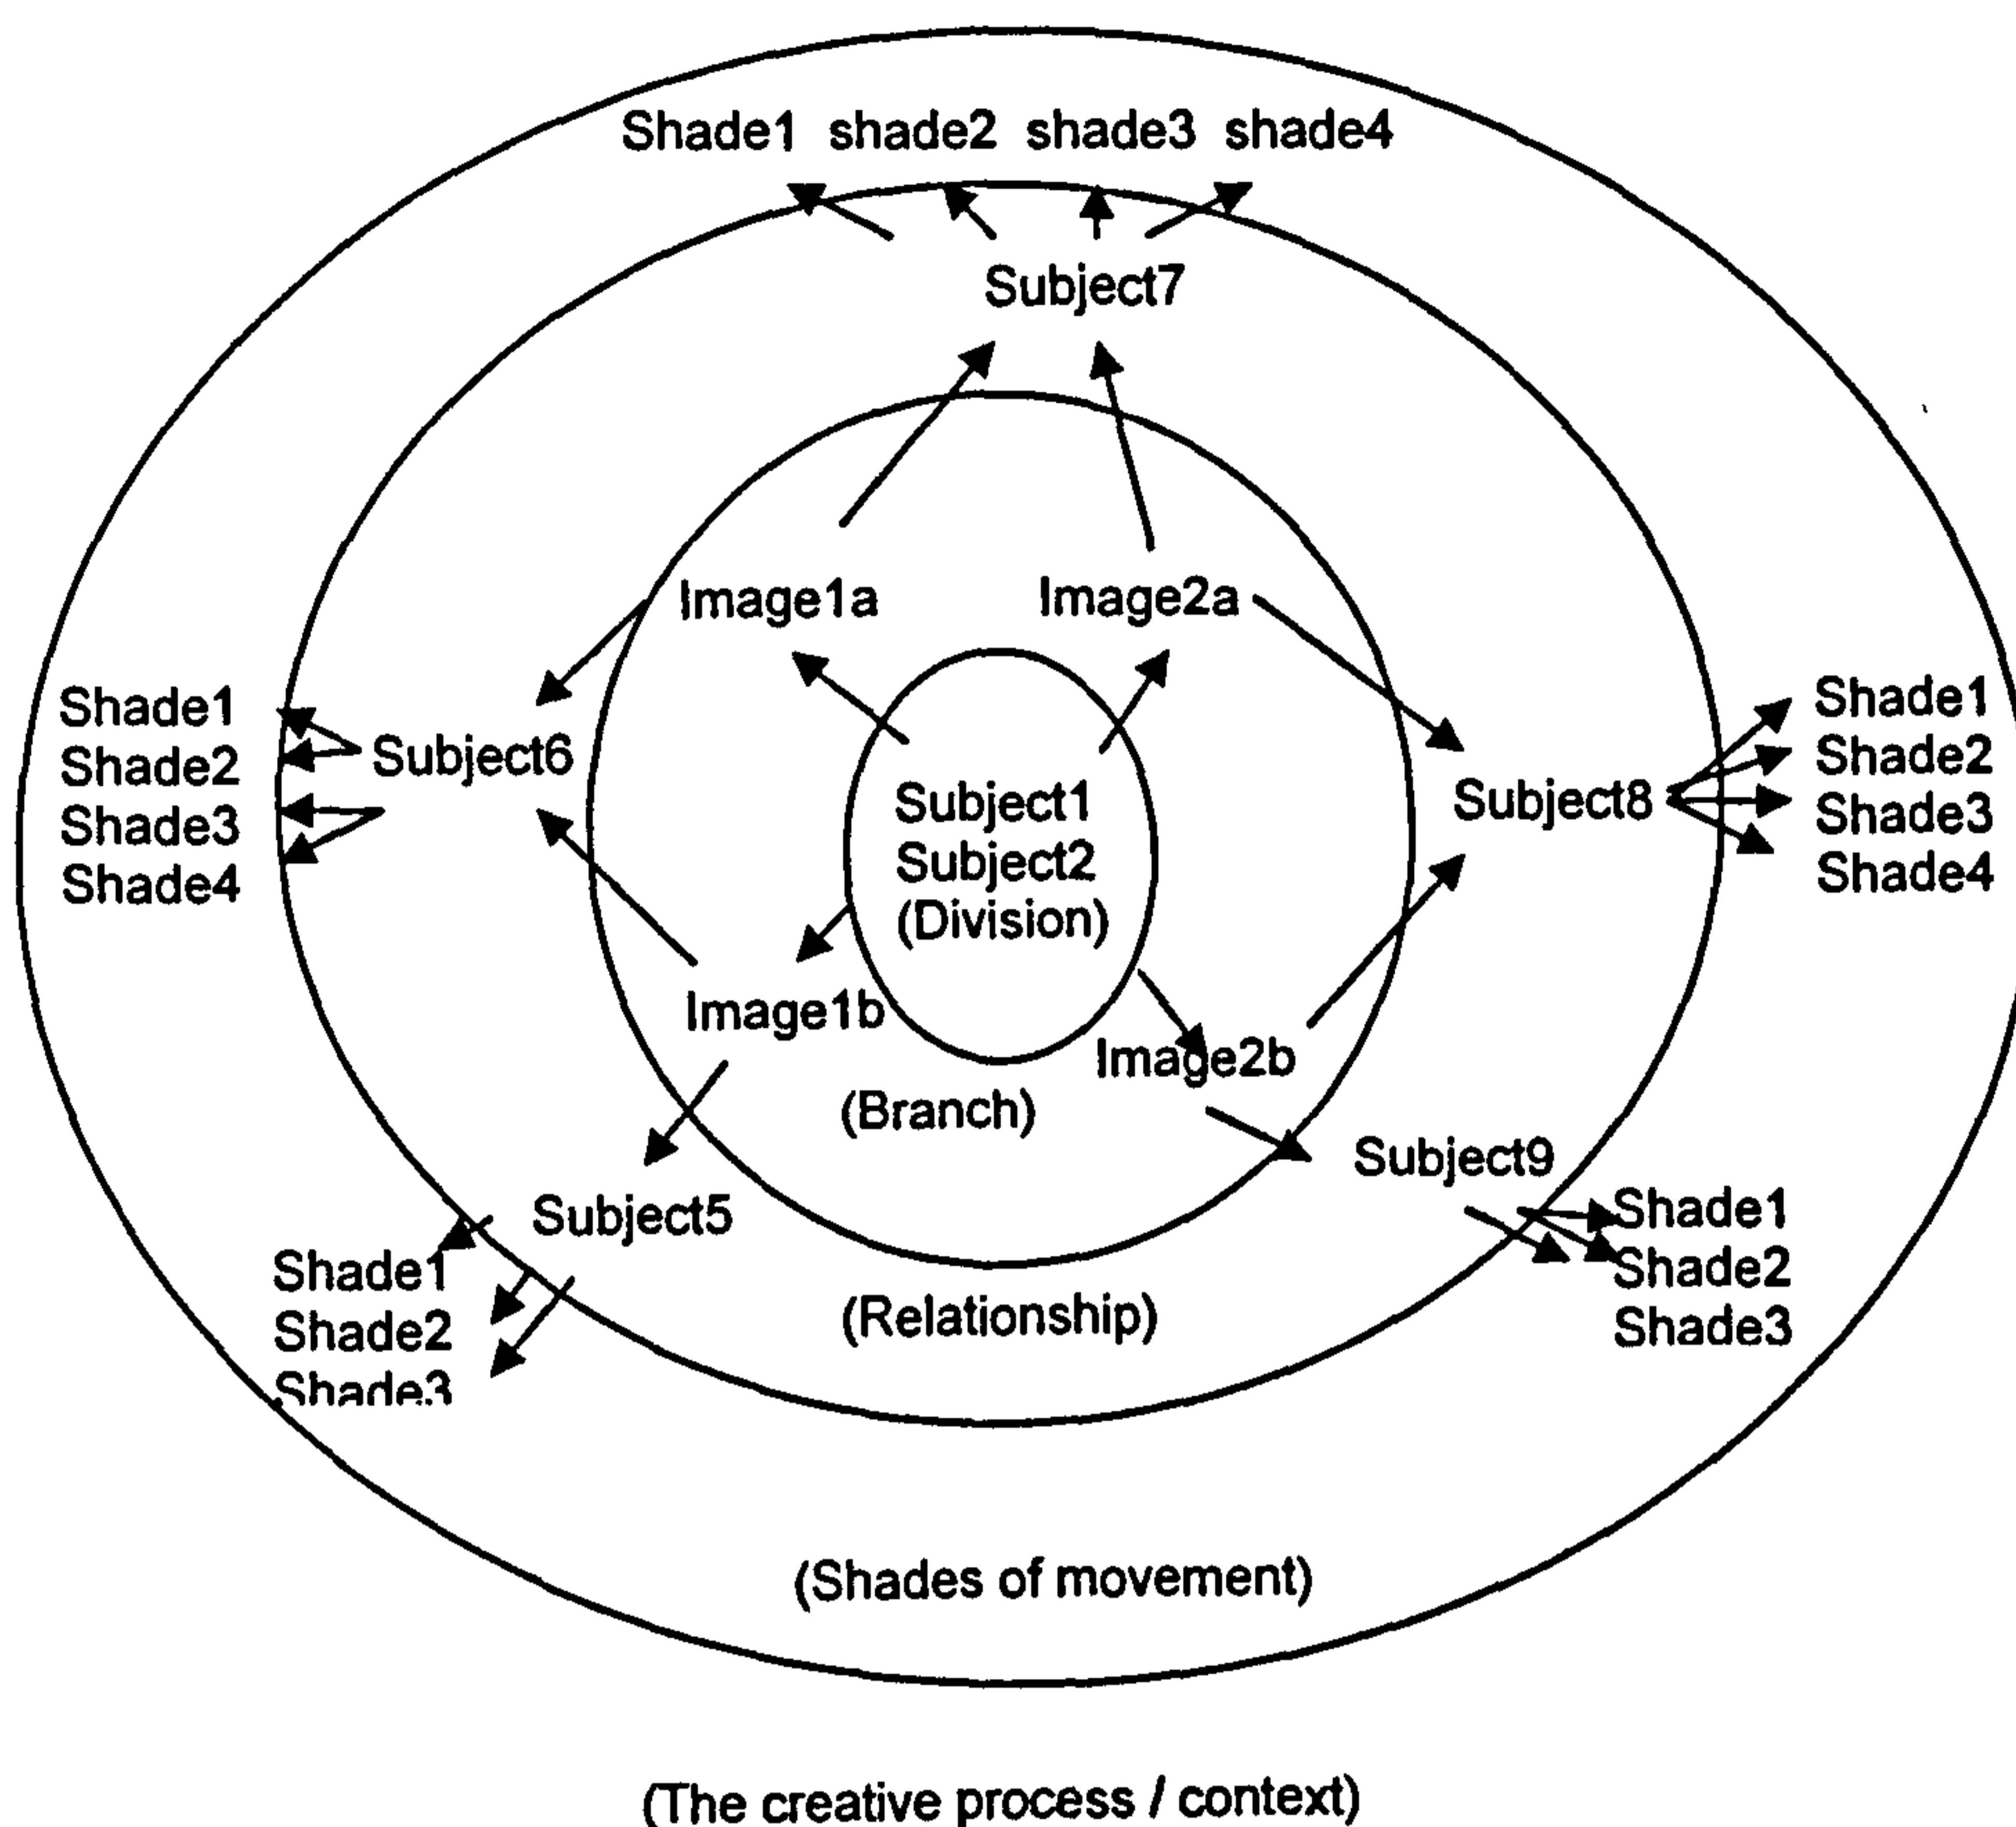 Shade1 shade2 shade3 shade4
Subject7
Image1a
Image2a
Shade1
Shade2
Shade3
Shade4
Subject6
Subject1
Subject2
(Division)
Subject8
Shade1
Shade2
Shade3
Shade4
Image1b
Image2b
(Branch)
Subject5
Subject9
Shade1
Shade2
Shade3
Shade1
Shade2
Shade3
(Relationship)
(Shades of movement)
(The creative process / context)